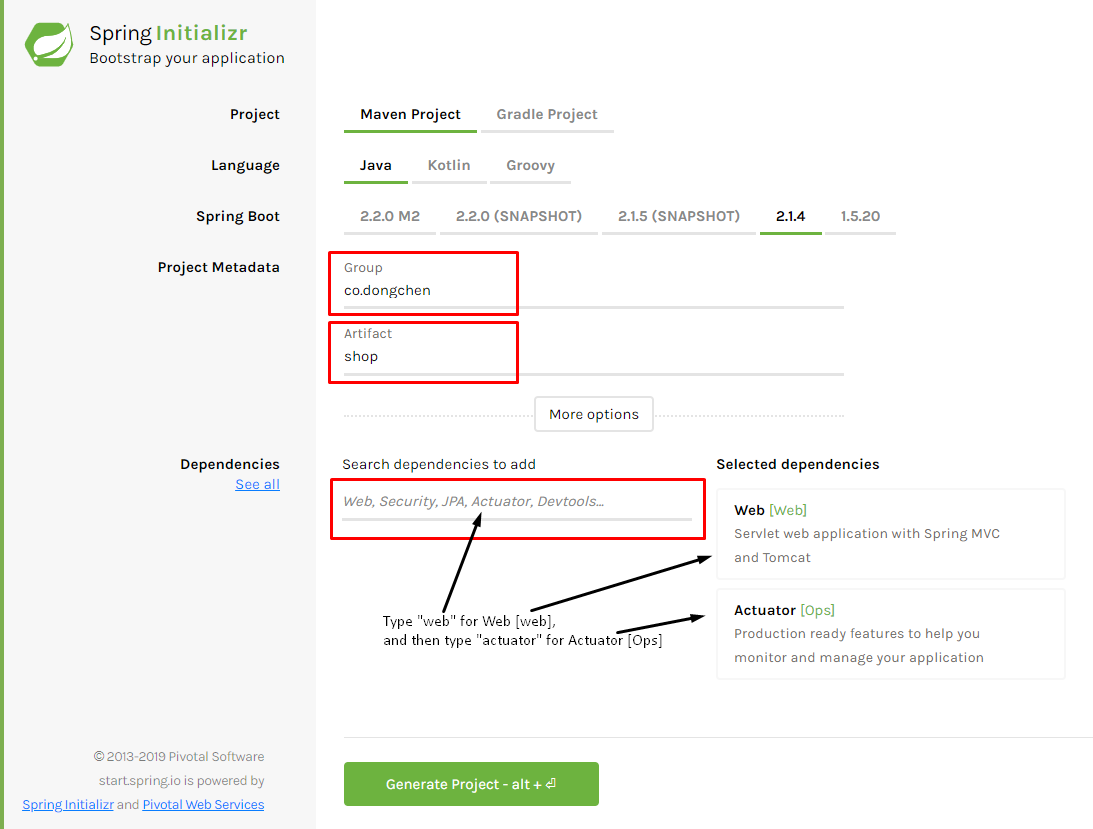 Spring Initializr
Bootstrap your application
Project
Maven Project Gradle Project
Language
Java Kotlin Groovy
Spring Boot
2.2.0 M2 2.2.0 (SNAPSHOT) 2.1.5 (SNAPSHOT) 2.1.4 1.5.20
Project Metadata
Group
co.dongchen
Artifact
shop
More options
Dependencies
See all
Search dependencies to add
Web, Security, JPA, Actuator, Devtools...
Type "web" for Web [web],
and then type "actuator" for Actuator [Ops]
Selected dependencies
Web [Web]
Servlet web application with Spring MVC
and Tomcat
Actuator [Ops]
Production ready features to help you
monitor and manage your application
© 2013-2019 Pivotal Software
start.spring.io is powered by
Spring Initializr and Pivotal Web Services
Generate Project - alt + ⏎